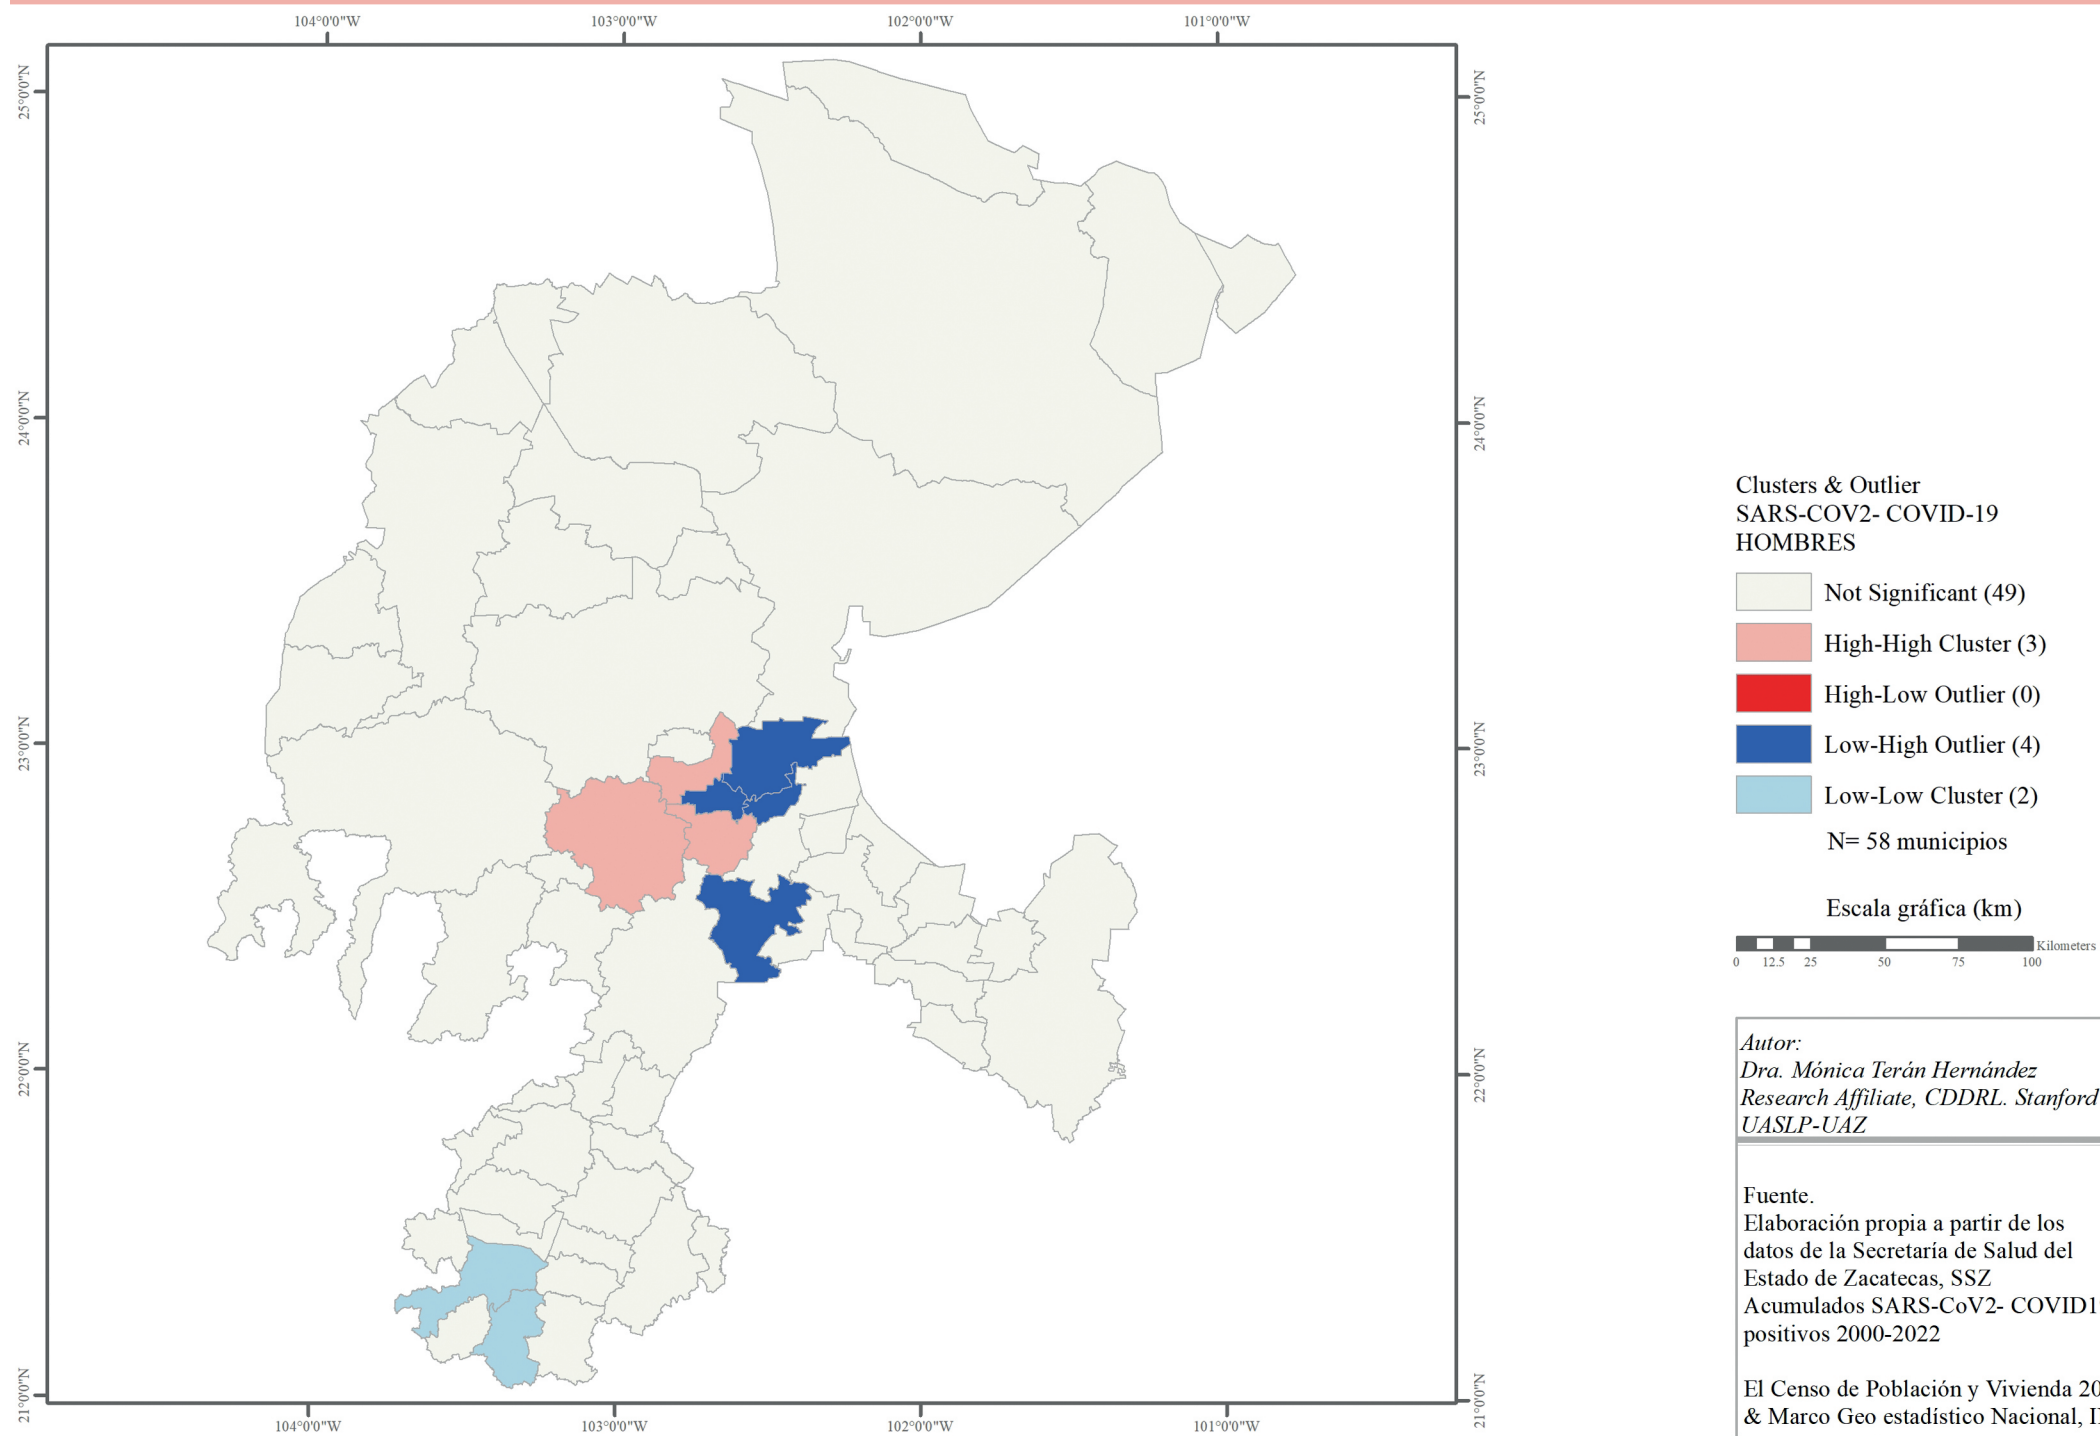 104°0'0"W 103°0'0"W 102°0'0"W 101°0'0"W
25°0'0"N
25°0'0"N
24°0'0"N
24°0'0"N
23°0'0"N
23°0'0"N
22°0'0"N
22°0'0"N
21°0'0"N
21°0'0"N
104°0'0"W 103°0'0"W 102°0'0"W 101°0'0"W
Clusters & Outlier
SARS-COV2- COVID-19
HOMBRES
Not Significant (49)
High-High Cluster (3)
High-Low Outlier (0)
Low-High Outlier (4)
Low-Low Cluster (2)
N= 58 municipios
Escala gráfica (km)
Kilometers
0 12.5 25 50 75 100
Autor:
Dra. Mónica Terán Hernández
Research Affiliate, CDDRL. Stanford
UASLP-UAZ
Fuente.
Elaboración propia a partir de los
datos de la Secretaría de Salud del
Estado de Zacatecas, SSZ
Acumulados SARS-CoV2- COVID1
positivos 2000-2022
El Censo de Población y Vivienda 20
& Marco Geo estadístico Nacional,